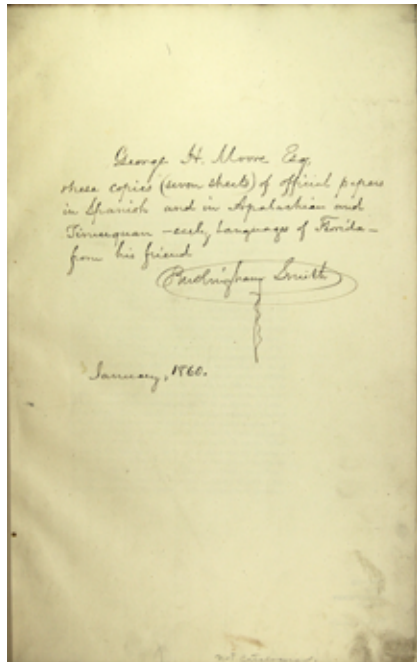 George H. Moore Esq,
these copies (seven sheets) of official papers
in Spanish and in Apalachian and
Timuquan – early languages of Florida –
from his friend
Buckingham Smith
January, 1860.